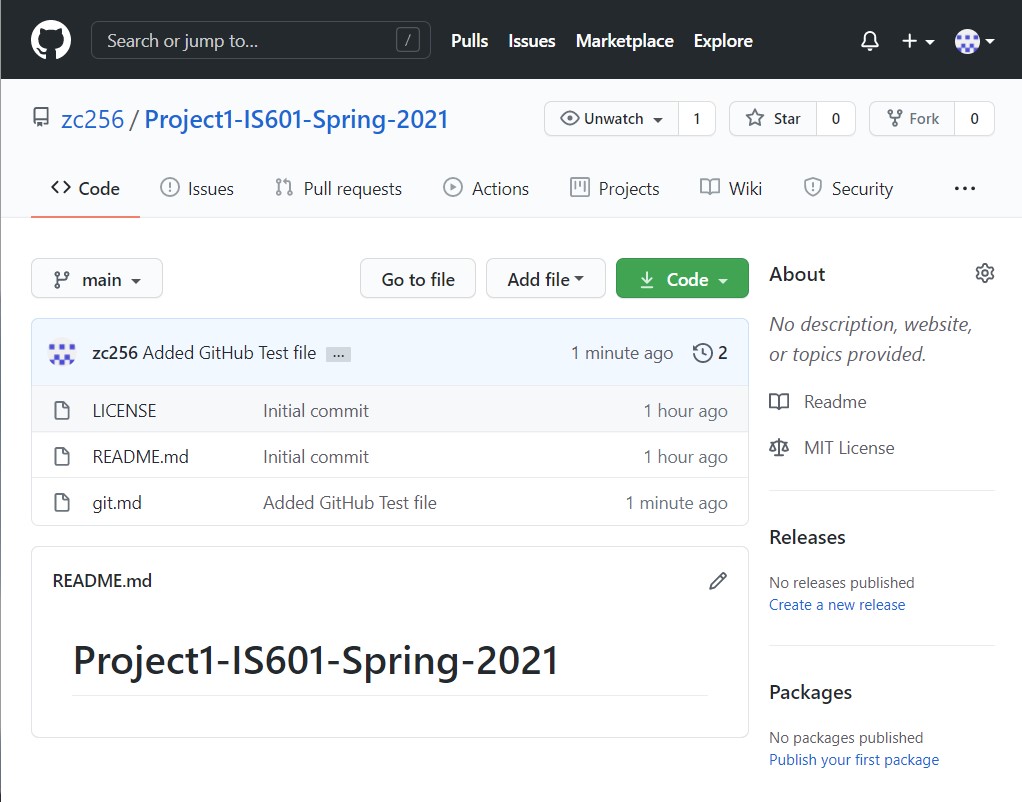 Search or jump to... / Pulls Issues Marketplace Explore
zc256 / Project1-IS601-Spring-2021 Unwatch 1 Star 0 Fork 0
Code Issues Pull requests Actions Projects Wiki Security ...
main Go to file Add file Code
About
No description, website,
or topics provided.
Readme
MIT License
zc256 Added GitHub Test file ... 1 minute ago 2
LICENSE Initial commit 1 hour ago
README.md Initial commit 1 hour ago
git.md Added GitHub Test file 1 minute ago
Releases
No releases published
Create a new release
README.md
Project1-IS601-Spring-2021
Packages
No packages published
Publish your first package